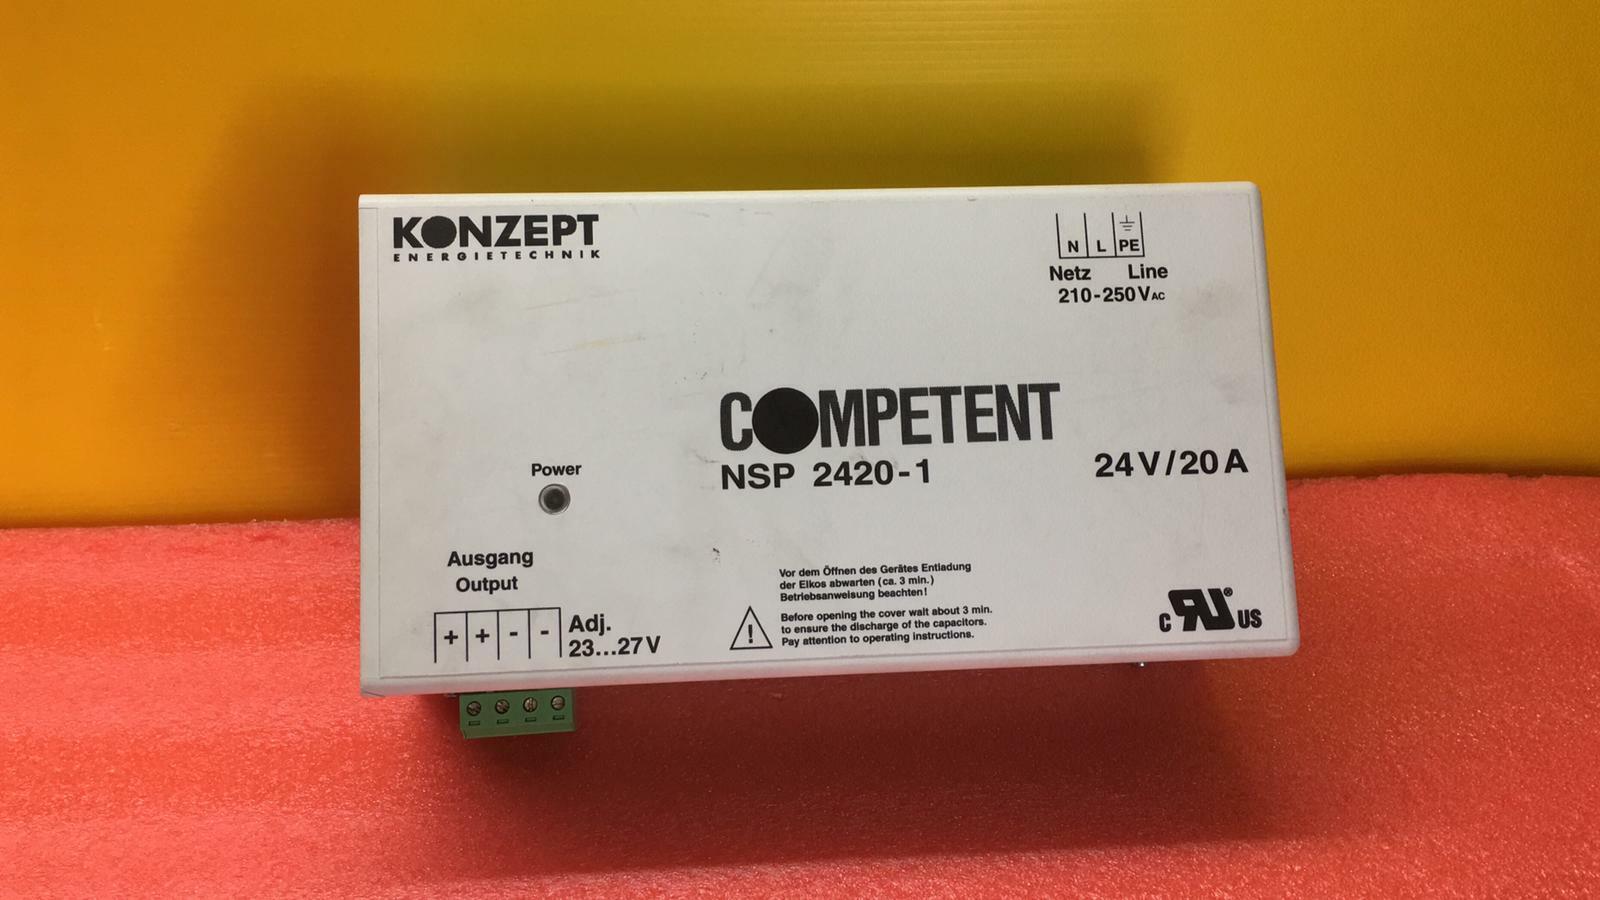 KONZEPT
ENERGIETECHNIK
N L PE
Netz Line
210-250VAC
COMPETENT
NSP 2420-1
24V/20A
Power
Ausgang
Output
+ + - -
Adj.
23...27V
Vor dem Öffnen des Gerätes Entladung
der Elkos abwarten (ca. 3 min.)
Betriebsanweisung beachten!
!
Before opening the cover wait about 3 min.
to ensure the discharge of the capacitors.
Pay attention to operating instructions.
c RU® US